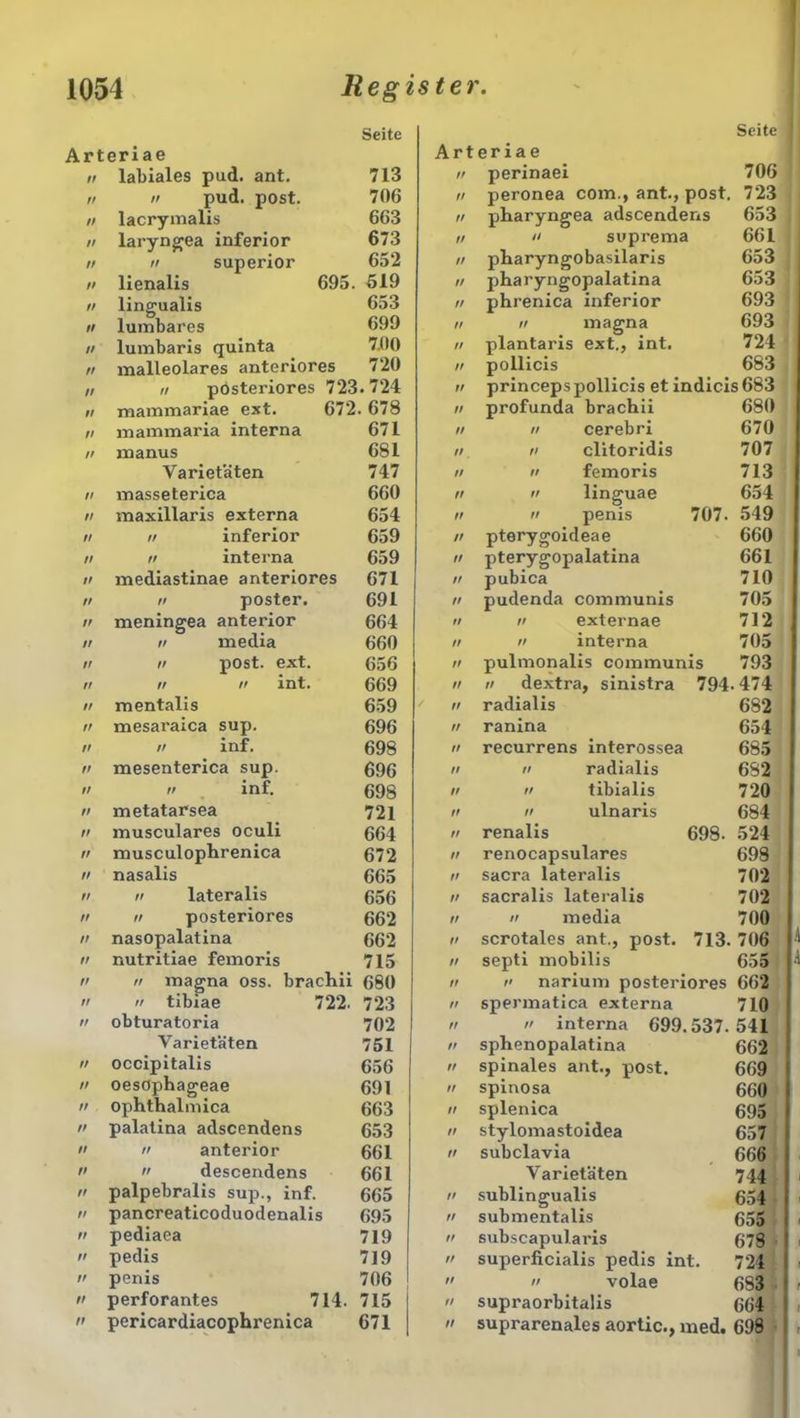 1054 Register.
Seite
Arteriae
〃 labiales pud. ant. 713
〃 〃 pud. post. 706
〃 lacrymalis 663
〃 laryngea inferior 673
〃 〃 superior 652
〃 lienalis 695. 519
〃 lingualis 653
〃 lumbares 699
〃 lumbaris quinta 700
〃 malleolares anteriores 720
〃 〃 posteriores 723. 724
〃 mammariae ext. 672. 678
〃 mammaria interna 671
〃 manus 681
Varietäten 747
〃 masseterica 660
〃 maxillaris externa 654
〃 〃 inferior 659
〃 〃 interna 659
〃 mediastinae anteriores 671
〃 〃 poster. 691
〃 meningea anterior 664
〃 〃 media 660
〃 〃 post. ext. 656
〃 〃 〃 int. 669
〃 mentalis 659
〃 mesaraica sup. 696
〃 〃 inf. 698
〃 mesenterica sup. 696
〃 〃 inf. 698
〃 metatarsea 721
〃 musculares oculi 664
〃 musculophrenica 672
〃 nasalis 665
〃 〃 lateralis 656
〃 〃 posteriores 662
〃 nasopalatina 662
〃 nutritiae femoris 715
〃 〃 magna oss. brachii 680
〃 〃 tibiae 722. 723
〃 obturatoria 702
Varietäten 751
〃 occipitalis 656
〃 oesophageae 691
〃 ophthalmica 663
〃 palatina adscendens 653
〃 〃 anterior 661
〃 〃 descendens 661
〃 palpebralis sup., inf. 665
〃 pancreaticoduodenalis 695
〃 pediaea 719
〃 pedis 719
〃 penis 706
〃 perforantes 714. 715
〃 pericardiacophrenica 671
Seite
Arteriae
〃 perinaei 706
〃 peronea com., ant., post. 723
〃 pharyngea adscendens 653
〃 〃 suprema 661
〃 pharyngobasilaris 653
〃 pharyngopalatina 653
〃 phrenica inferior 693
〃 〃 magna 693
〃 plantaris ext., int. 724
〃 pollicis 683
〃 princeps pollicis et indicis 683
〃 profunda brachii 680
〃 〃 cerebri 670
〃 〃 clitoridis 707
〃 〃 femoris 713
〃 〃 linguae 654
〃 〃 penis 707. 549
〃 pterygoideae 660
〃 pterygopalatina 661
〃 pubica 710
〃 pudenda communis 705
〃 〃 externae 712
〃 〃 interna 705
〃 pulmonalis communis 793
〃 〃 dextra, sinistra 794. 474
〃 radialis 682
〃 ranina 654
〃 recurrens interossea 685
〃 〃 radialis 682
〃 〃 tibialis 720
〃 〃 ulnaris 684
〃 renalis 698. 524
〃 renocapsulares 698
〃 sacra lateralis 702
〃 sacralis lateralis 702
〃 〃 media 700
〃 scrotales ant., post. 713. 706
〃 septi mobilis 655
〃 〃 narium posteriores 662
〃 spermatica externa 710
〃 〃 interna 699. 537. 541
〃 sphenopalatina 662
〃 spinales ant., post. 669
〃 spinosa 660
〃 splenica 695
〃 stylomastoidea 657
〃 subclavia 666
Varietäten 744
〃 sublingualis 654
〃 submentalis 655
〃 subscapularis 678
〃 superficialis pedis int. 724
〃 〃 volae 683
〃 supraorbitalis 664
〃 suprarenales aortic., med. 698